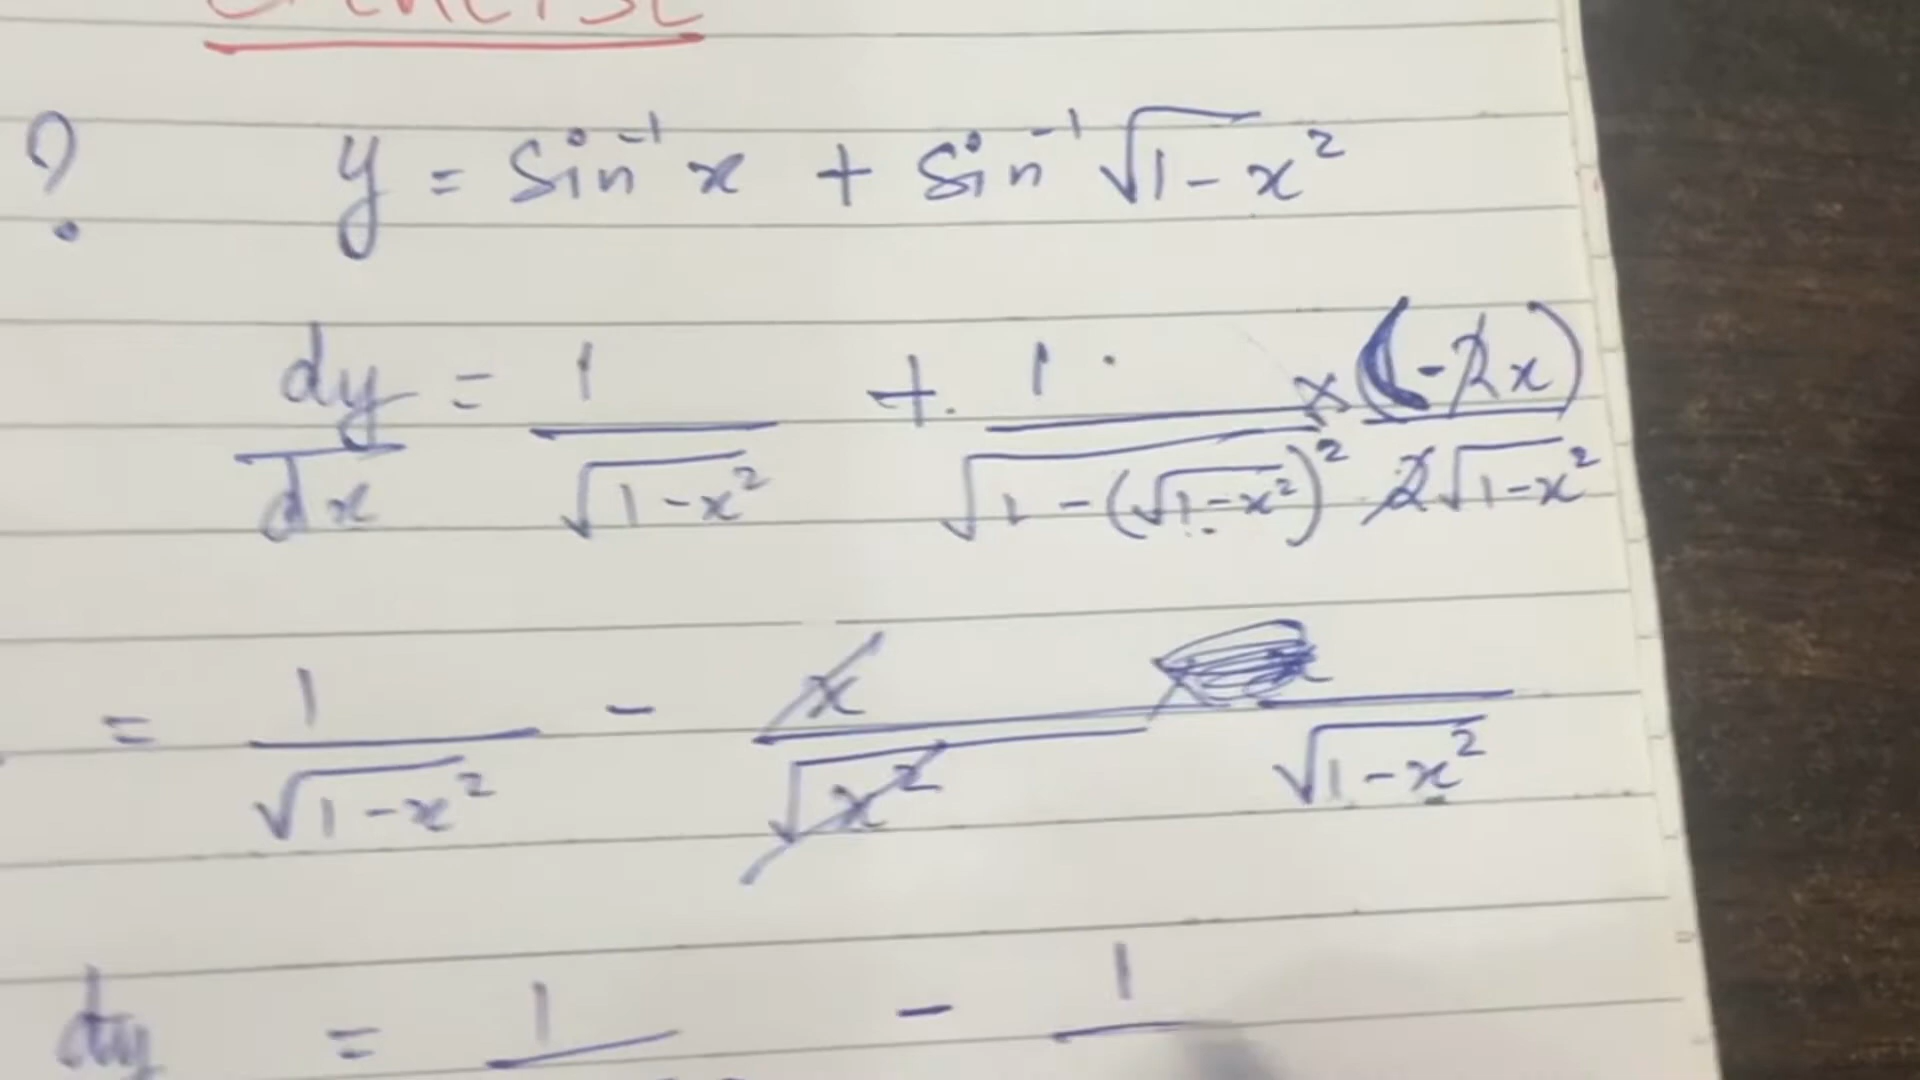 EXERCISE
? y = Sin⁻¹ x + Sin⁻¹ √(1-x²)
dy/dx = 1/√(1-x²) + 1/√(1-(√(1-x²))²) × (-2x)/(2√(1-x²))
= 1/√(1-x²) - x/√(x²) × /√(1-x²)
dy = 1 - 1